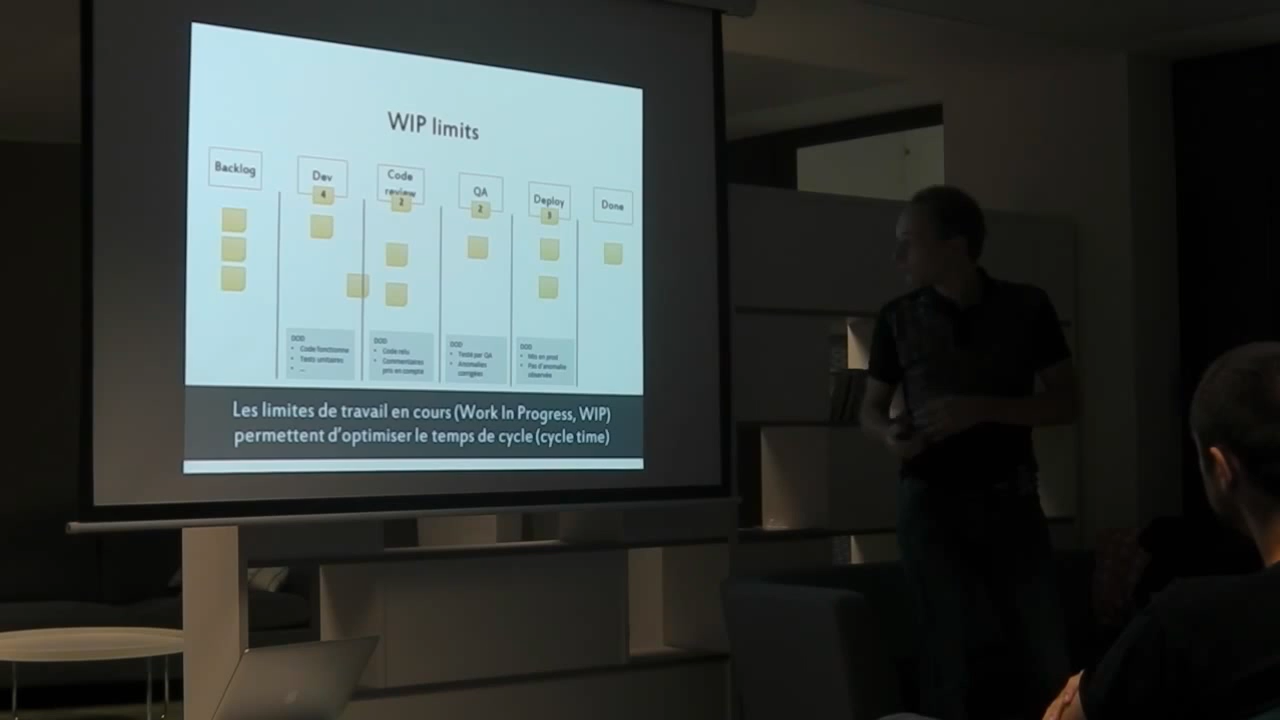 WIP limits
Backlog
Dev
4
Code
review
2
QA
2
Deploy
3
Done
DOD
• Code fonctionne
• Tests unitaires
• ...
DOD
• Code relu
• Commentaires
pris en compte
DOD
• Testé par QA
• Anomalies
corrigées
DOD
• Mis en prod
• Pas d'anomalie
observée
Les limites de travail en cours (Work In Progress, WIP)
permettent d'optimiser le temps de cycle (cycle time)